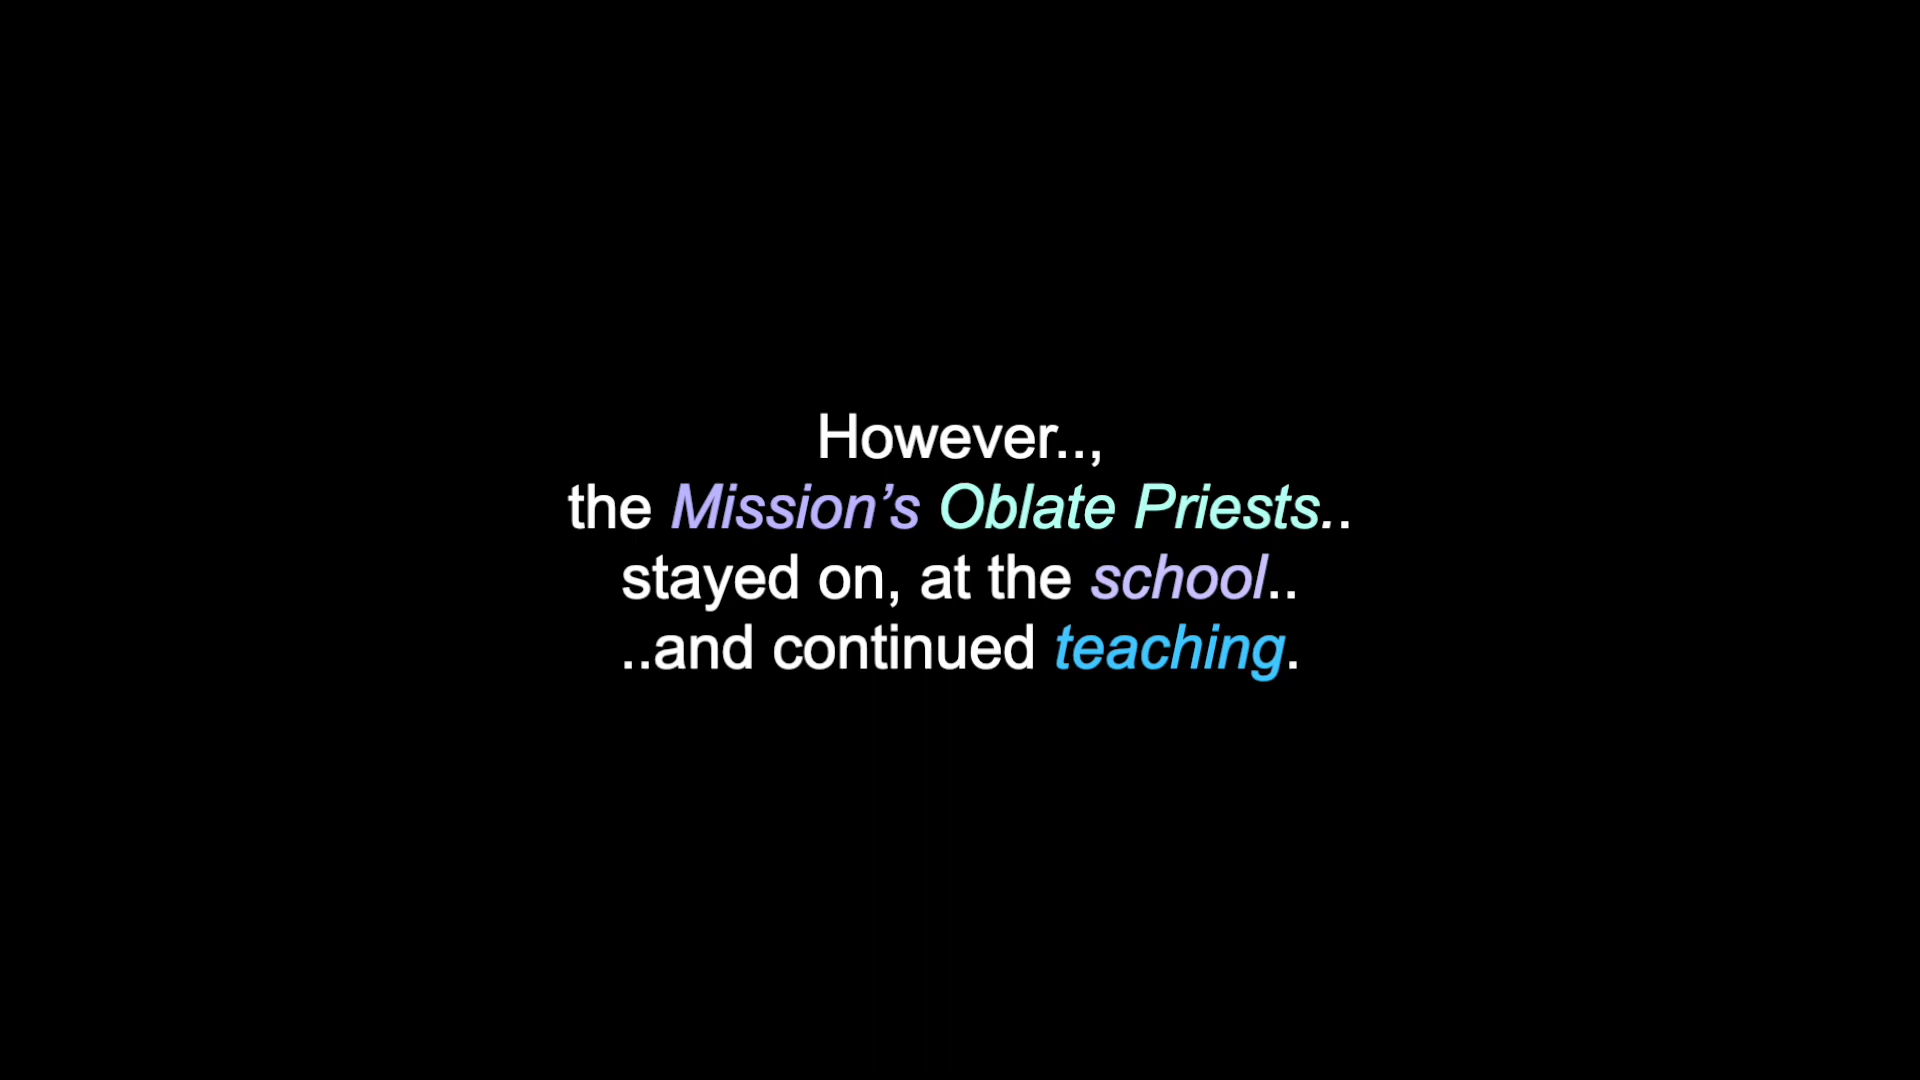 However..,
the Mission’s Oblate Priests..
stayed on, at the school..
..and continued teaching.